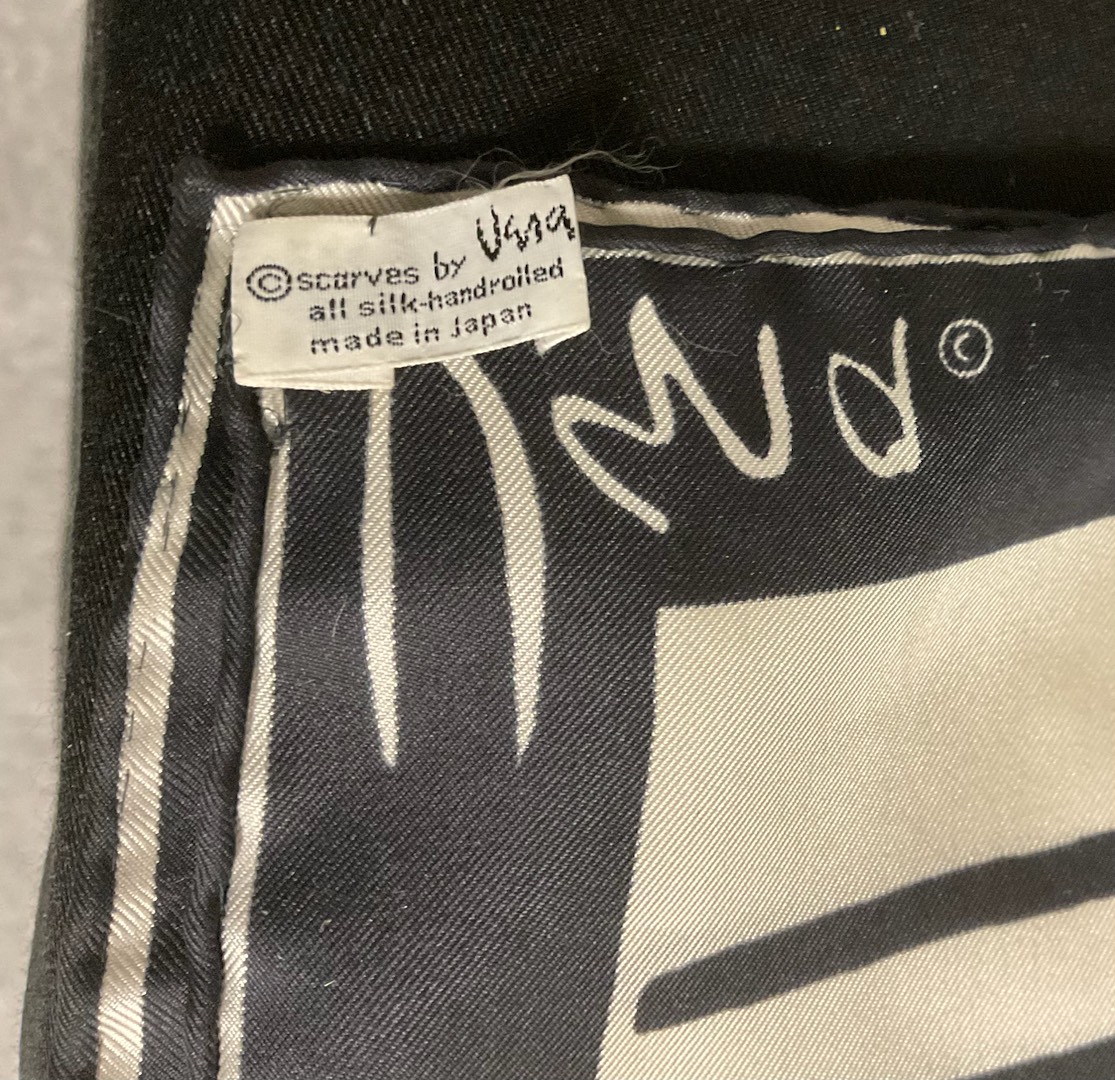 ©scarves by Vera
all silk-handrolled
made in Japan
Vera ©